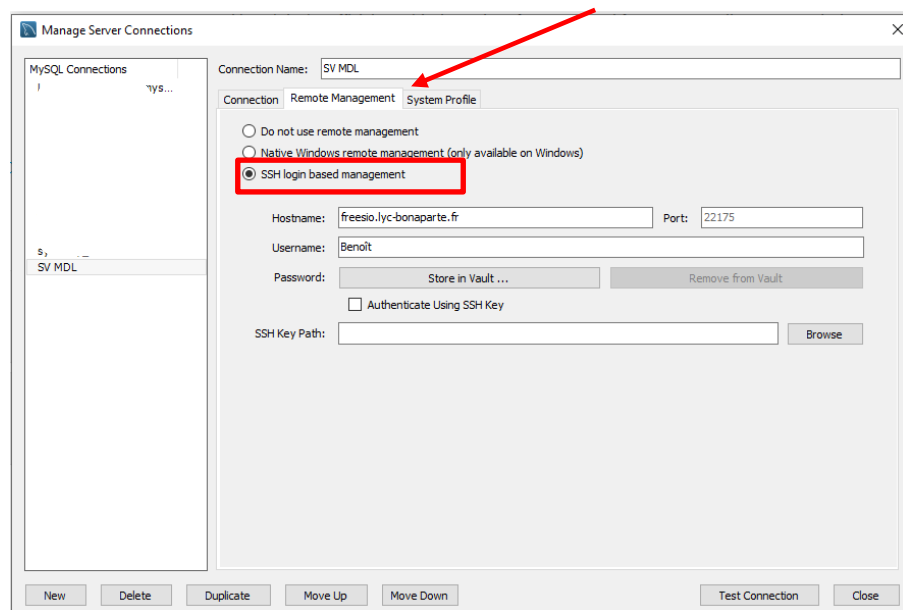 Manage Server Connections
MySQL Connections
SV MDL
Connection Name: SV MDL
Connection Remote Management System Profile
Do not use remote management
Native Windows remote management (only available on Windows)
SSH login based management
Hostname: freesio.lyc-bonaparte.fr Port: 22175
Username: Benoît
Password: Store in Vault ... Remove from Vault
Authenticate Using SSH Key
SSH Key Path: Browse
New Delete Duplicate Move Up Move Down Test Connection Close